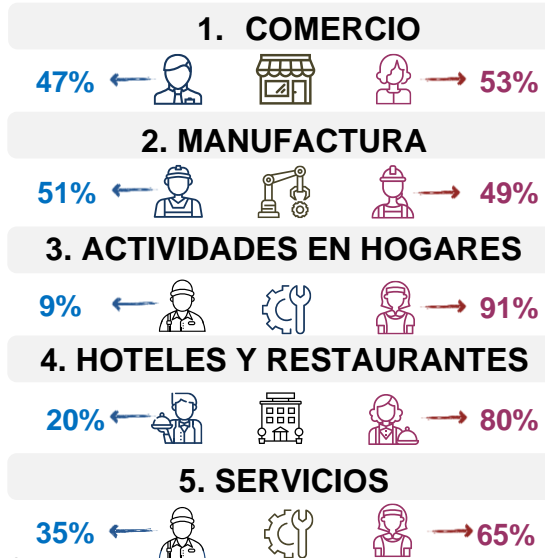 1. COMERCIO
47% 53%
2. MANUFACTURA
51% 49%
3. ACTIVIDADES EN HOGARES
9% 91%
4. HOTELES Y RESTAURANTES
20% 80%
5. SERVICIOS
35% 65%